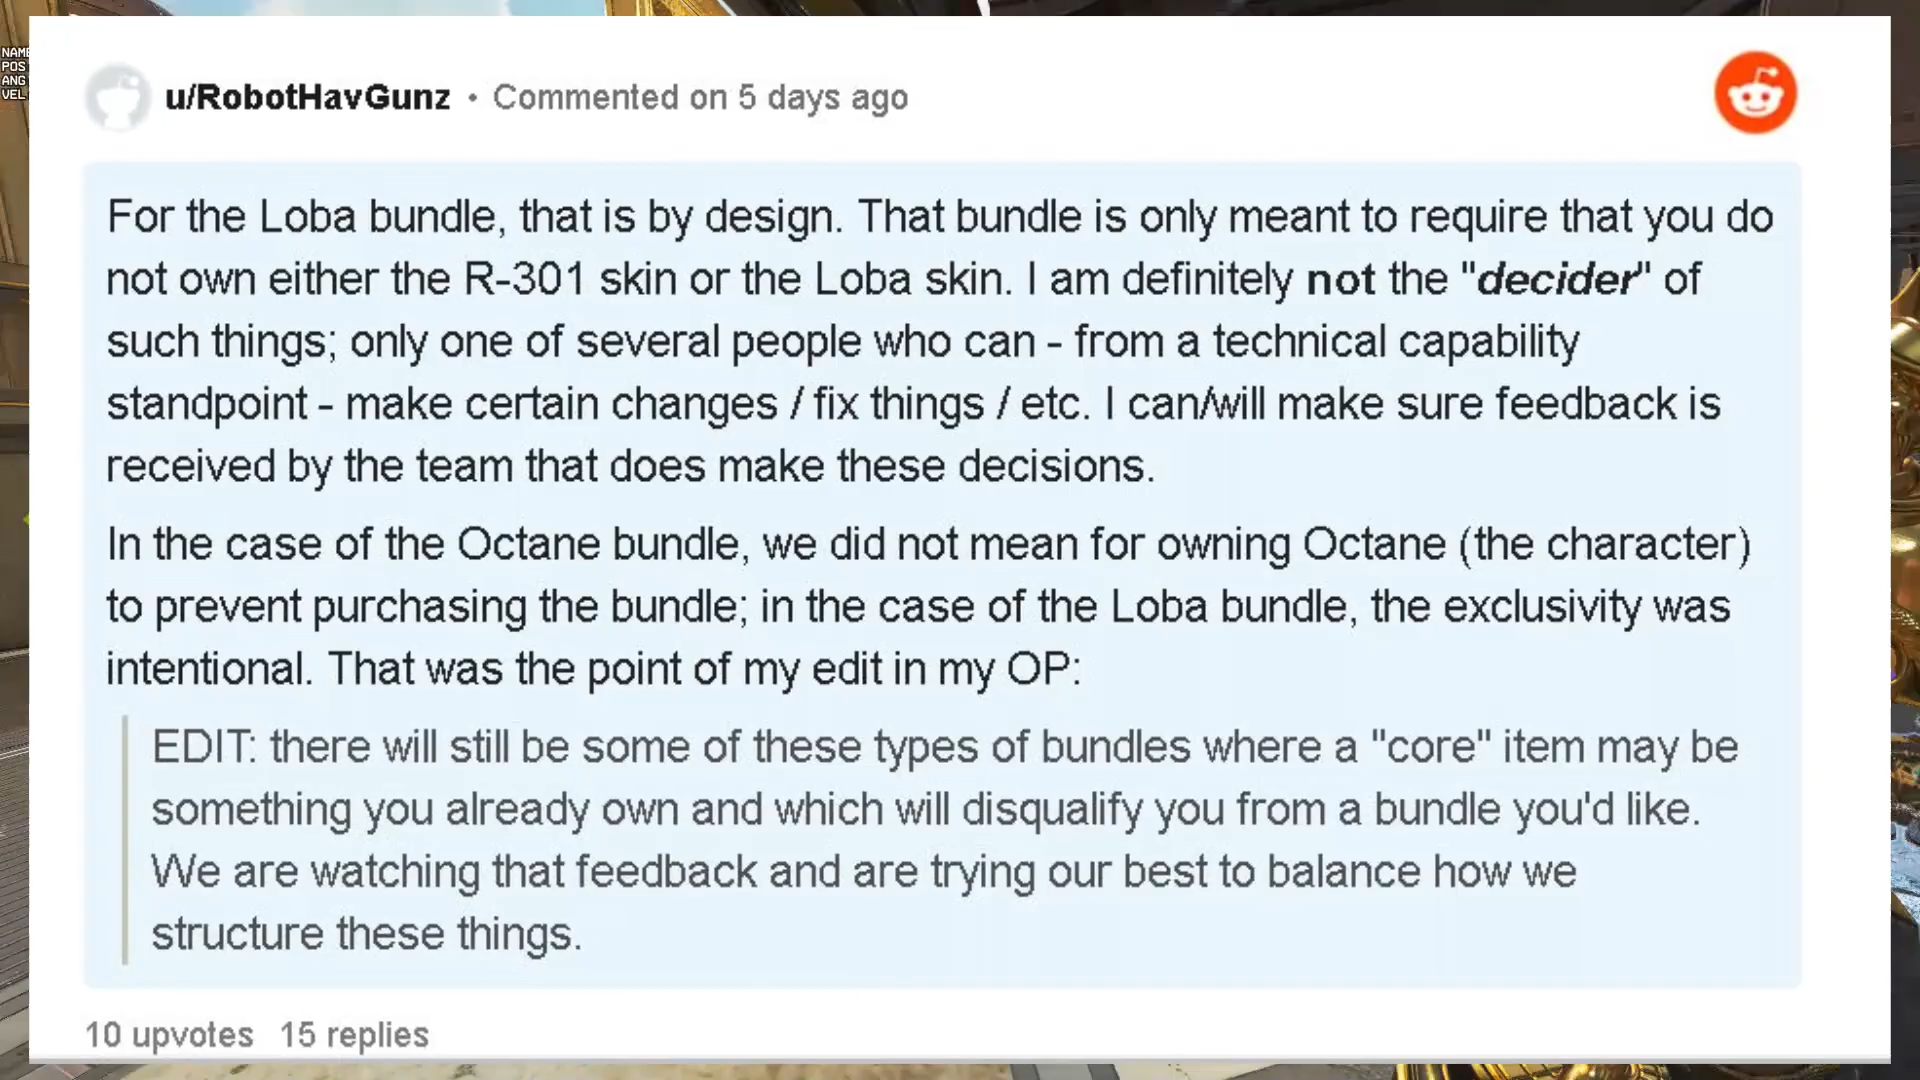 NAME
POS
ANG
VEL
u/RobotHavGunz • Commented on 5 days ago
For the Loba bundle, that is by design. That bundle is only meant to require that you do
not own either the R-301 skin or the Loba skin. I am definitely not the "decider" of
such things; only one of several people who can - from a technical capability
standpoint - make certain changes / fix things / etc. I can/will make sure feedback is
received by the team that does make these decisions.
In the case of the Octane bundle, we did not mean for owning Octane (the character)
to prevent purchasing the bundle; in the case of the Loba bundle, the exclusivity was
intentional. That was the point of my edit in my OP:
EDIT: there will still be some of these types of bundles where a "core" item may be
something you already own and which will disqualify you from a bundle you'd like.
We are watching that feedback and are trying our best to balance how we
structure these things.
10 upvotes 15 replies